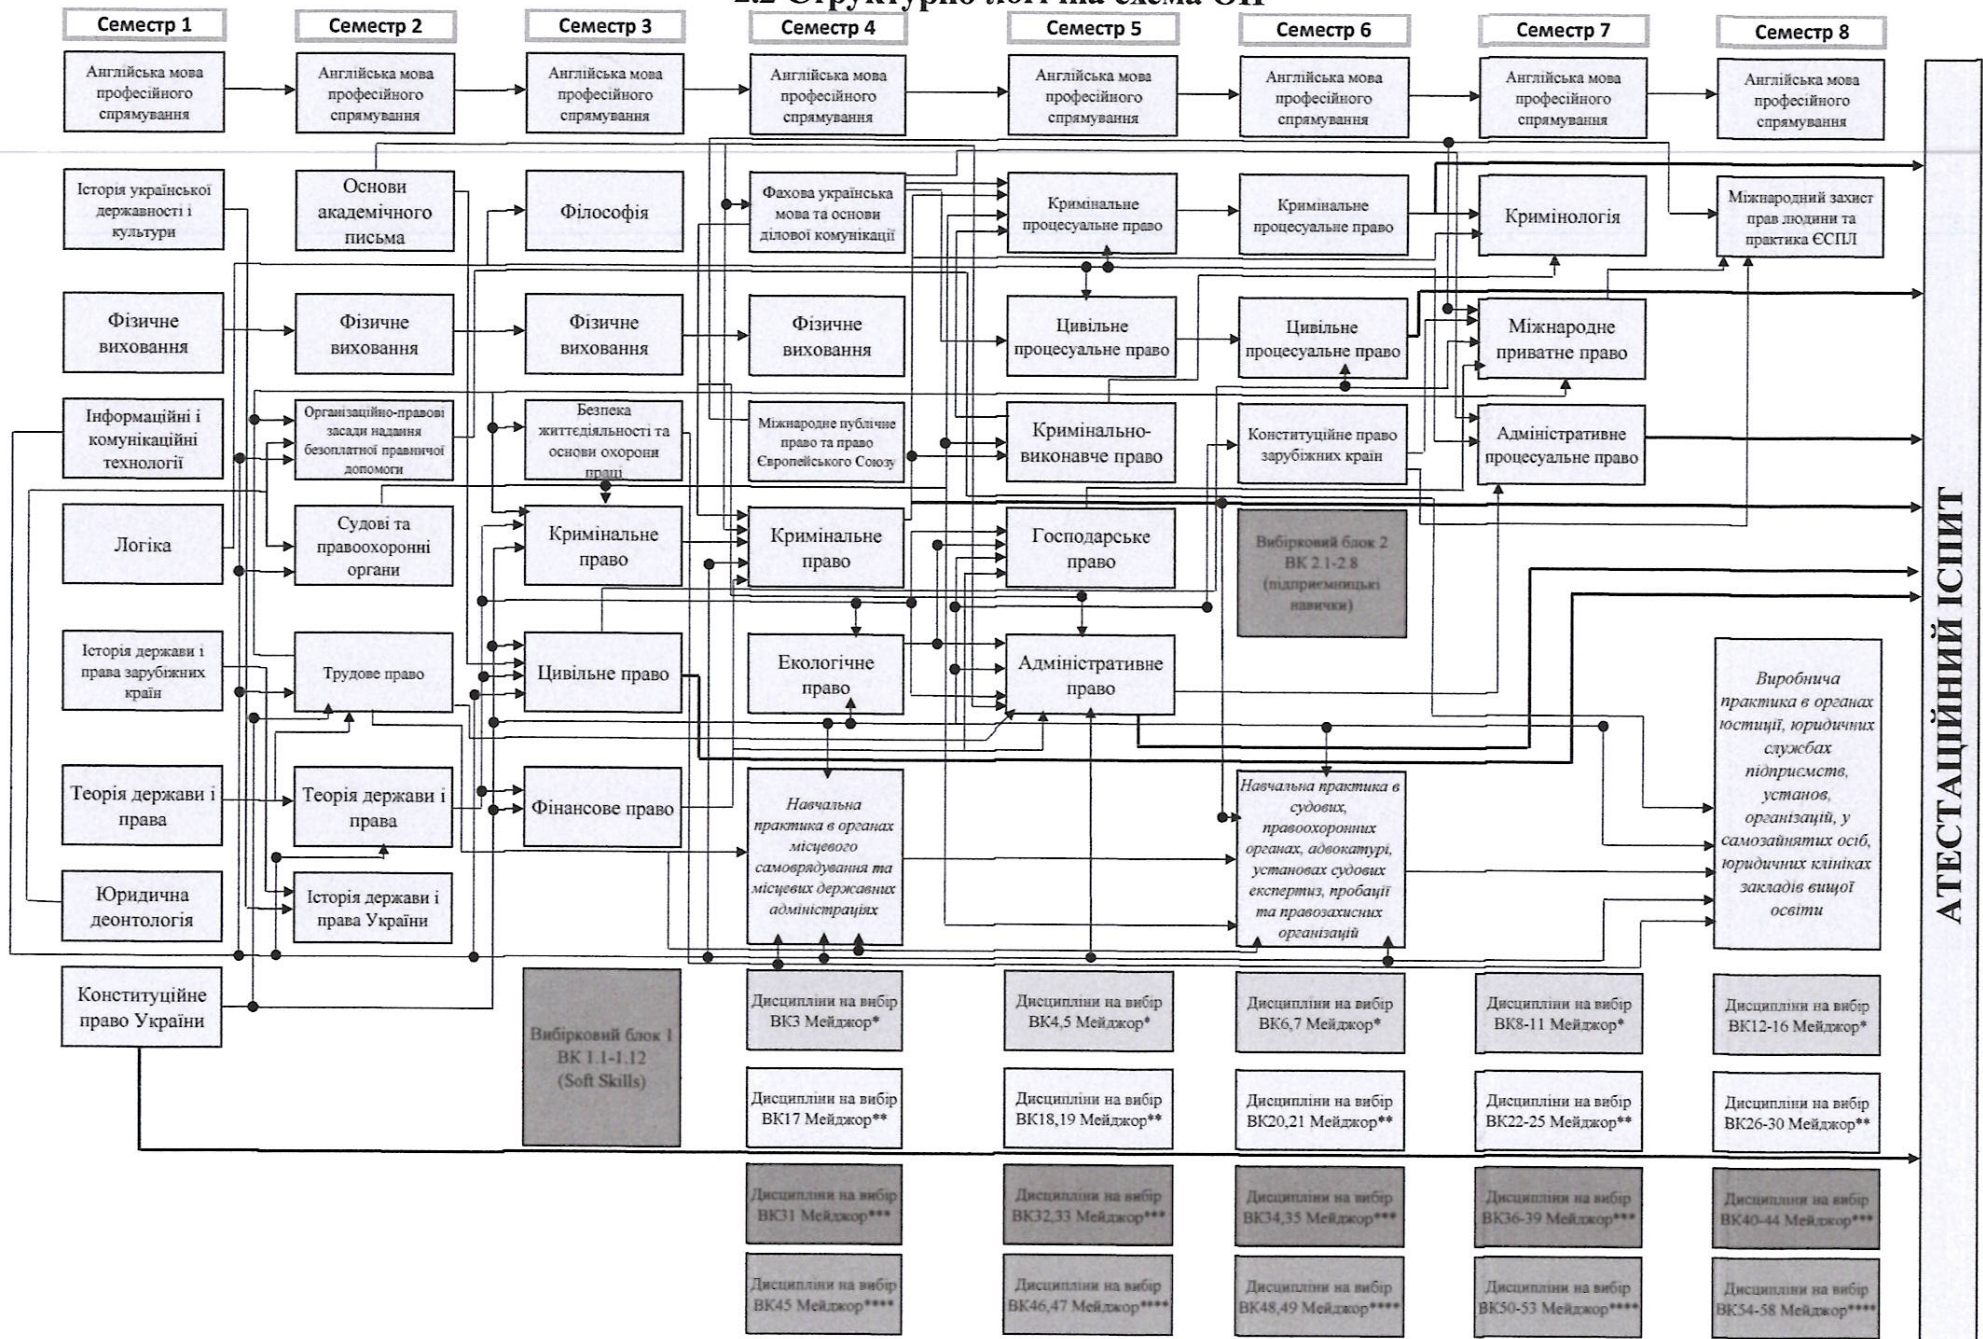 2.2 Структурно логічна схема ОП
Семестр 1
Семестр 2
Семестр 3
Семестр 4
Семестр 5
Семестр 6
Семестр 7
Семестр 8
Англійська мова
професійного
спрямування
Англійська мова
професійного
спрямування
Англійська мова
професійного
спрямування
Англійська мова
професійного
спрямування
Англійська мова
професійного
спрямування
Англійська мова
професійного
спрямування
Англійська мова
професійного
спрямування
Англійська мова
професійного
спрямування
Історія української
державності і
культури
Основи
академічного
письма
Філософія
Фахова українська
мова та основи
ділової комунікації
Кримінальне
процесуальне право
Кримінальне
процесуальне право
Кримінологія
Міжнародний захист
прав людини та
практика ЄСПЛ
Фізичне
виховання
Фізичне
виховання
Фізичне
виховання
Фізичне
виховання
Цивільне
процесуальне право
Цивільне
процесуальне право
Міжнародне
приватне право
Інформаційні і
комунікаційні
технології
Організаційно-правові
засади надання
безоплатної правничої
допомоги
Безпека
життєдіяльності та
основи охорони
праці
Міжнародне публічне
право та право
Європейського Союзу
Кримінально-
виконавче право
Конституційне право
зарубіжних країн
Адміністративне
процесуальне право
Логіка
Судові та
правоохоронні
органи
Кримінальне
право
Кримінальне
право
Господарське
право
Вибірковий блок 2
ВК 2.1-2.8
(підприємницькі
навички)
Історія держави і
права зарубіжних
країн
Трудове право
Цивільне право
Екологічне
право
Адміністративне
право
Виробнича
практика в органах
юстиції, юридичних
службах
підприємств,
установ,
організацій, у
самозайнятих осіб,
юридичних клініках
закладів вищої
освіти
Теорія держави і
права
Теорія держави і
права
Фінансове право
Навчальна
практика в органах
місцевого
самоврядування та
місцевих державних
адміністраціях
Навчальна практика в
судових,
правоохоронних
органах, адвокатурі,
установах судових
експертиз, пробації
та правозахисних
організацій
Юридична
деонтологія
Історія держави і
права України
Конституційне
право України
Вибірковий блок 1
ВК 1.1-1.12
(Soft Skills)
Дисципліни на вибір
ВК3 Мейджор*
Дисципліни на вибір
ВК4,5 Мейджор*
Дисципліни на вибір
ВК6,7 Мейджор*
Дисципліни на вибір
ВК8-11 Мейджор*
Дисципліни на вибір
ВК12-16 Мейджор*
Дисципліни на вибір
ВК17 Мейджор**
Дисципліни на вибір
ВК18,19 Мейджор**
Дисципліни на вибір
ВК20,21 Мейджор**
Дисципліни на вибір
ВК22-25 Мейджор**
Дисципліни на вибір
ВК26-30 Мейджор**
Дисципліни на вибір
ВК31 Мейджор***
Дисципліни на вибір
ВК32,33 Мейджор***
Дисципліни на вибір
ВК34,35 Мейджор***
Дисципліни на вибір
ВК36-39 Мейджор***
Дисципліни на вибір
ВК40-44 Мейджор***
Дисципліни на вибір
ВК45 Мейджор****
Дисципліни на вибір
ВК46,47 Мейджор****
Дисципліни на вибір
ВК48,49 Мейджор****
Дисципліни на вибір
ВК50-53 Мейджор****
Дисципліни на вибір
ВК54-58 Мейджор****
АТЕСТАЦІЙНИЙ ІСПИТ